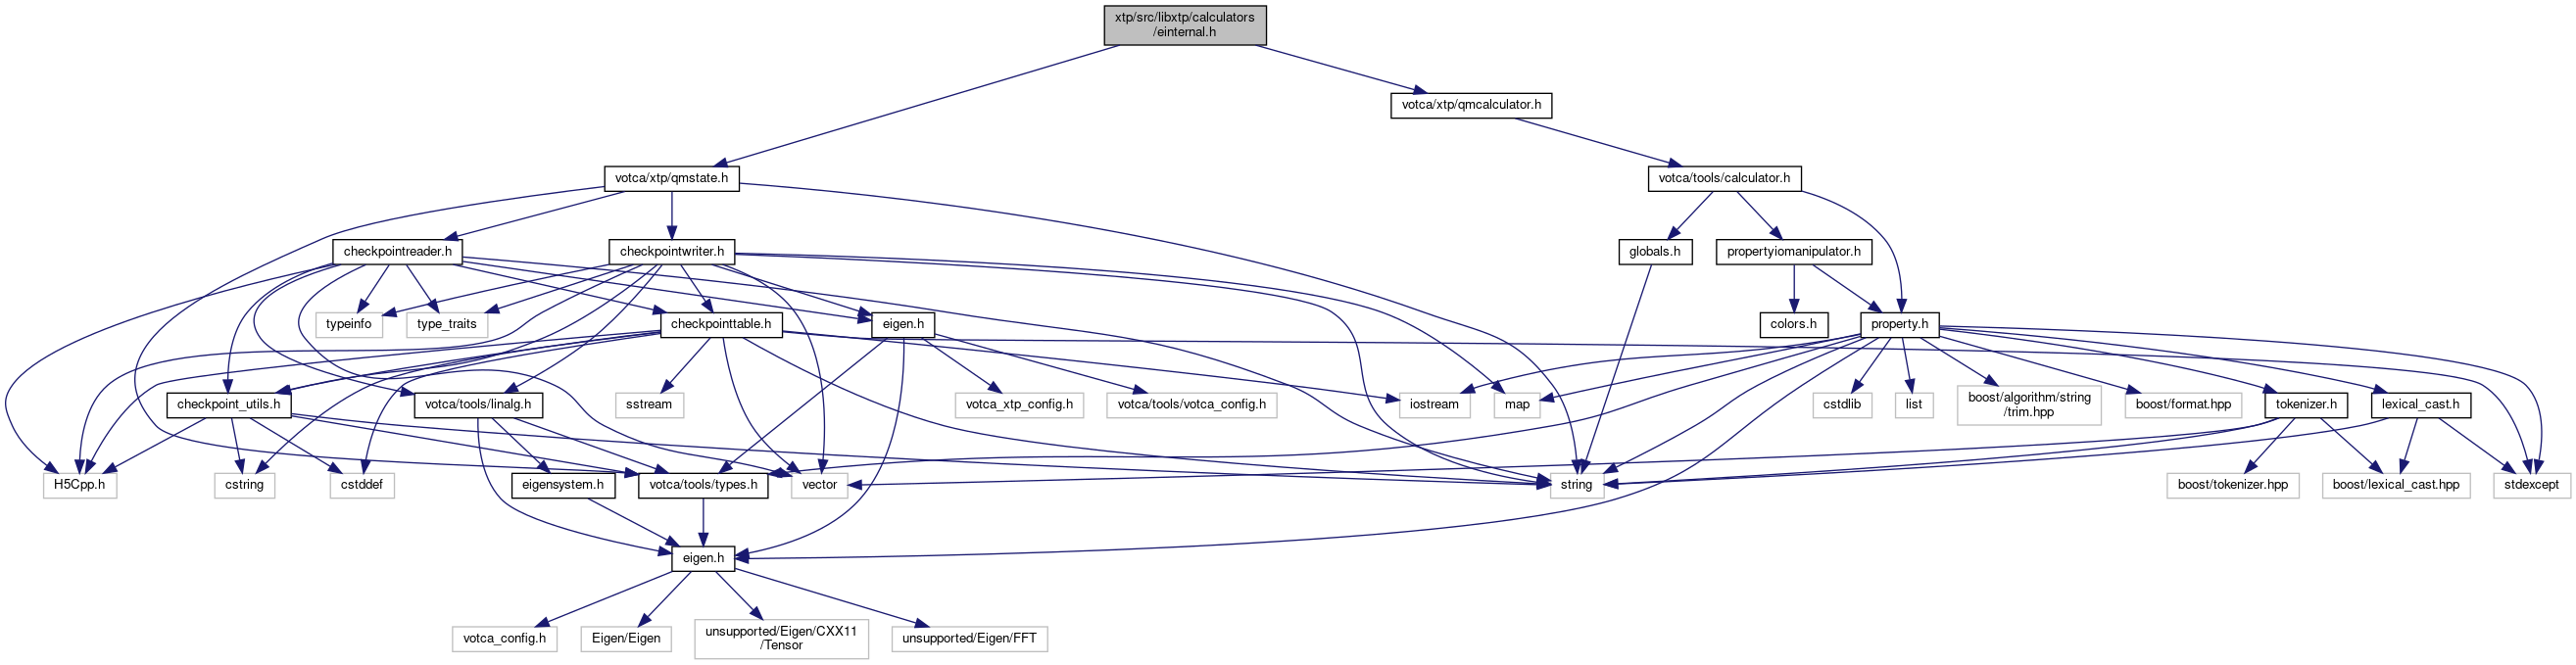 xtp/src/libxtp/calculators
/einternal.h
votca/xtp/qmcalculator.h
votca/xtp/qmstate.h
votca/tools/calculator.h
checkpointreader.h
checkpointwriter.h
globals.h
propertyiomanipulator.h
typeinfo
type_traits
checkpointtable.h
eigen.h
colors.h
property.h
checkpoint_utils.h
votca/tools/linalg.h
sstream
votca_xtp_config.h
votca/tools/votca_config.h
iostream
map
cstdlib
list
boost/algorithm/string
/trim.hpp
boost/format.hpp
tokenizer.h
lexical_cast.h
H5Cpp.h
cstring
cstddef
eigensystem.h
votca/tools/types.h
vector
string
boost/tokenizer.hpp
boost/lexical_cast.hpp
stdexcept
eigen.h
votca_config.h
Eigen/Eigen
unsupported/Eigen/CXX11
/Tensor
unsupported/Eigen/FFT